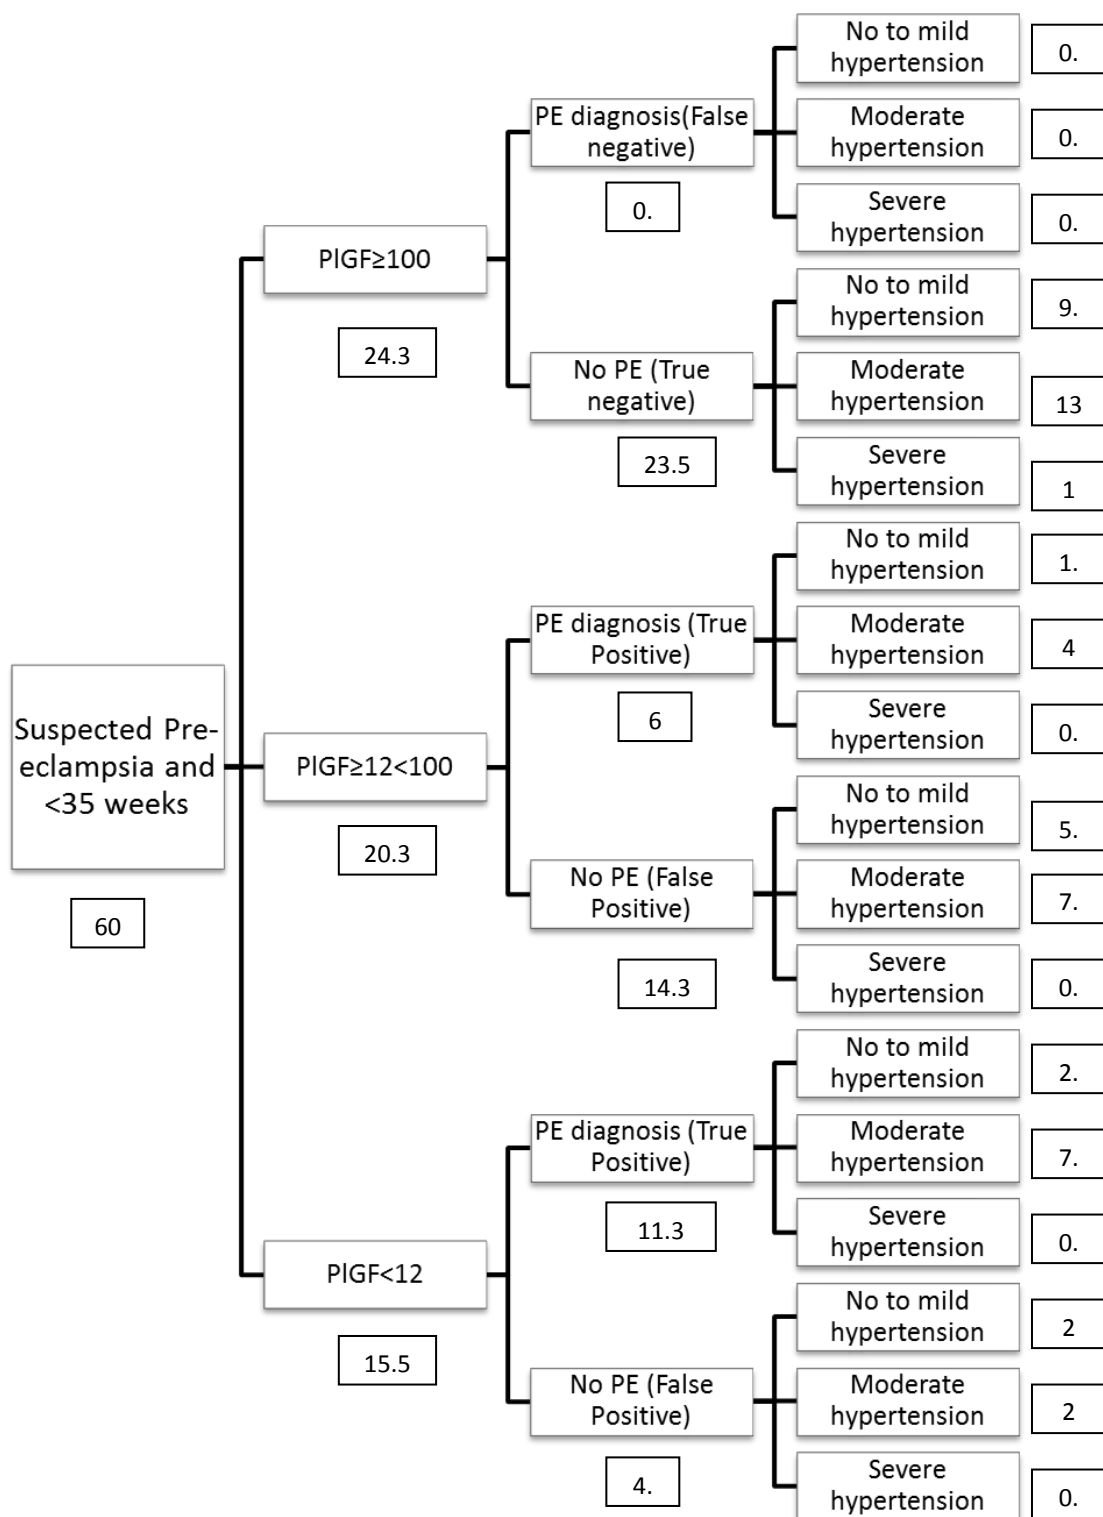 No to mild
hypertension
0.
PE diagnosis(False
negative)
Moderate
hypertension
0.
0.
Severe
hypertension
0.
PlGF≥100
24.3
No to mild
hypertension
9.
No PE (True
negative)
Moderate
hypertension
13
23.5
Severe
hypertension
1
No to mild
hypertension
1.
PE diagnosis (True
Positive)
Moderate
hypertension
4
6
Severe
hypertension
0.
Suspected Pre-
eclampsia and
<35 weeks
60
PlGF≥12<100
20.3
No to mild
hypertension
5.
No PE (False
Positive)
Moderate
hypertension
7.
14.3
Severe
hypertension
0.
No to mild
hypertension
2.
PE diagnosis (True
Positive)
Moderate
hypertension
7.
11.3
Severe
hypertension
0.
PlGF<12
15.5
No to mild
hypertension
2
No PE (False
Positive)
Moderate
hypertension
2
4.
Severe
hypertension
0.